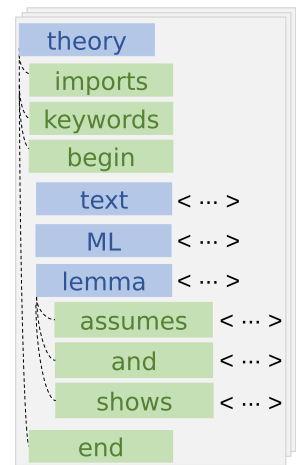 theory
imports
keywords
begin
text < ··· >
ML < ··· >
lemma < ··· >
assumes < ··· >
and < ··· >
shows < ··· >
end